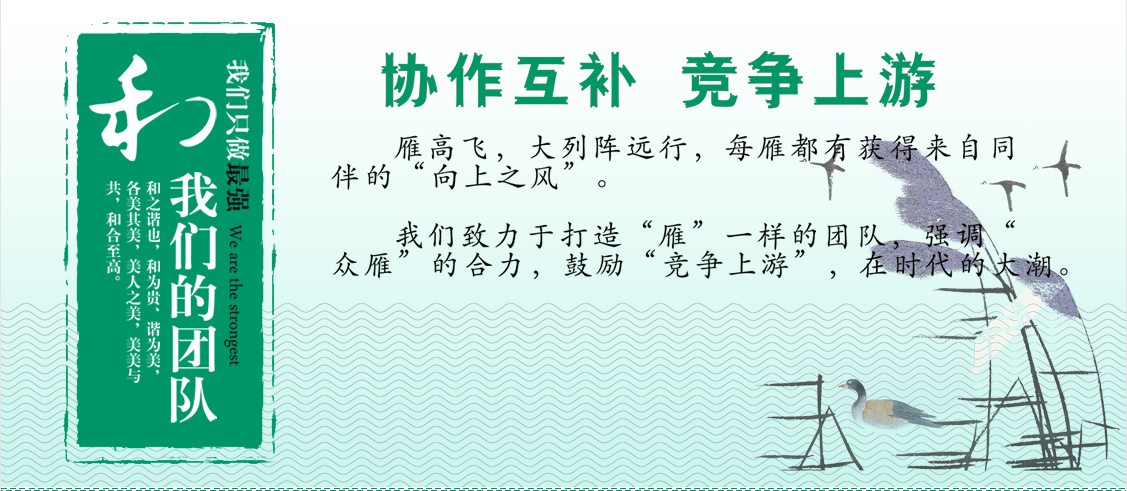 和
我们只做最强 We are the strongest
我们的团队
和之谐也，和为贵、谐为美，
各美其美，美人之美，美美与
共，和合至高。
协作互补 竞争上游
雁高飞，大列阵远行，每雁都有获得来自同
伴的“向上之风”。
我们致力于打造“雁”一样的团队，强调“
众雁”的合力，鼓励“竞争上游”，在时代的大潮。